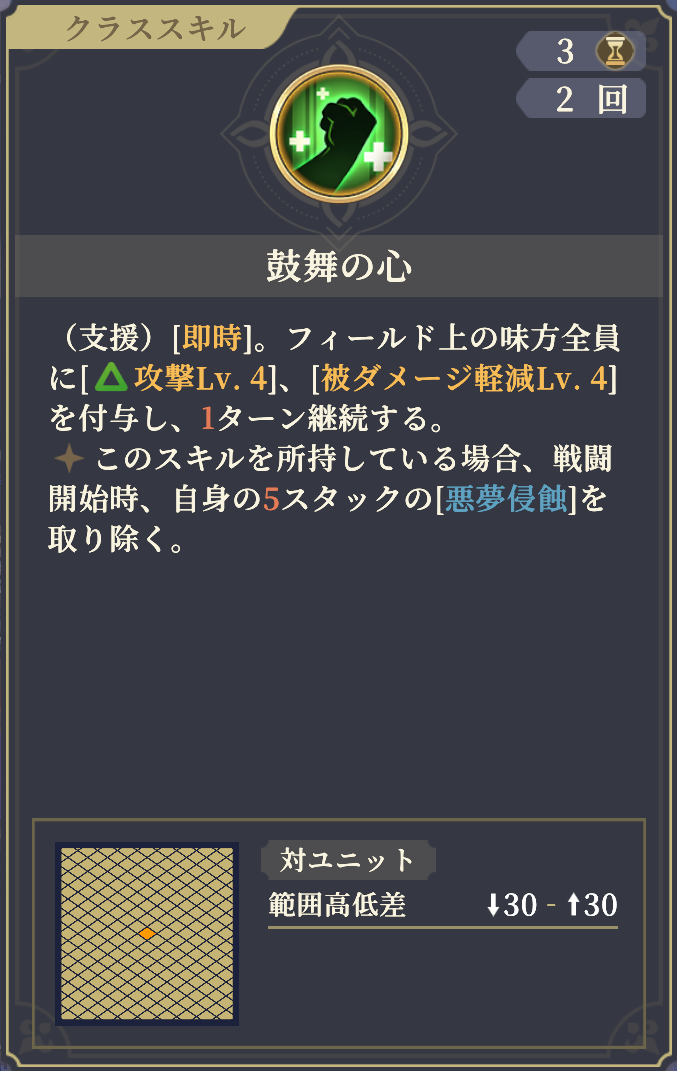 クラススキル
3
2 回
鼓舞の心
（支援）[即時]。フィールド上の味方全員
に[攻撃Lv. 4]、[被ダメージ軽減Lv. 4]
を付与し、1ターン継続する。
このスキルを所持している場合、戦闘
開始時、自身の5スタックの[悪夢侵蝕]を
取り除く。
対ユニット
範囲高低差 ⬇30 - ⬆30